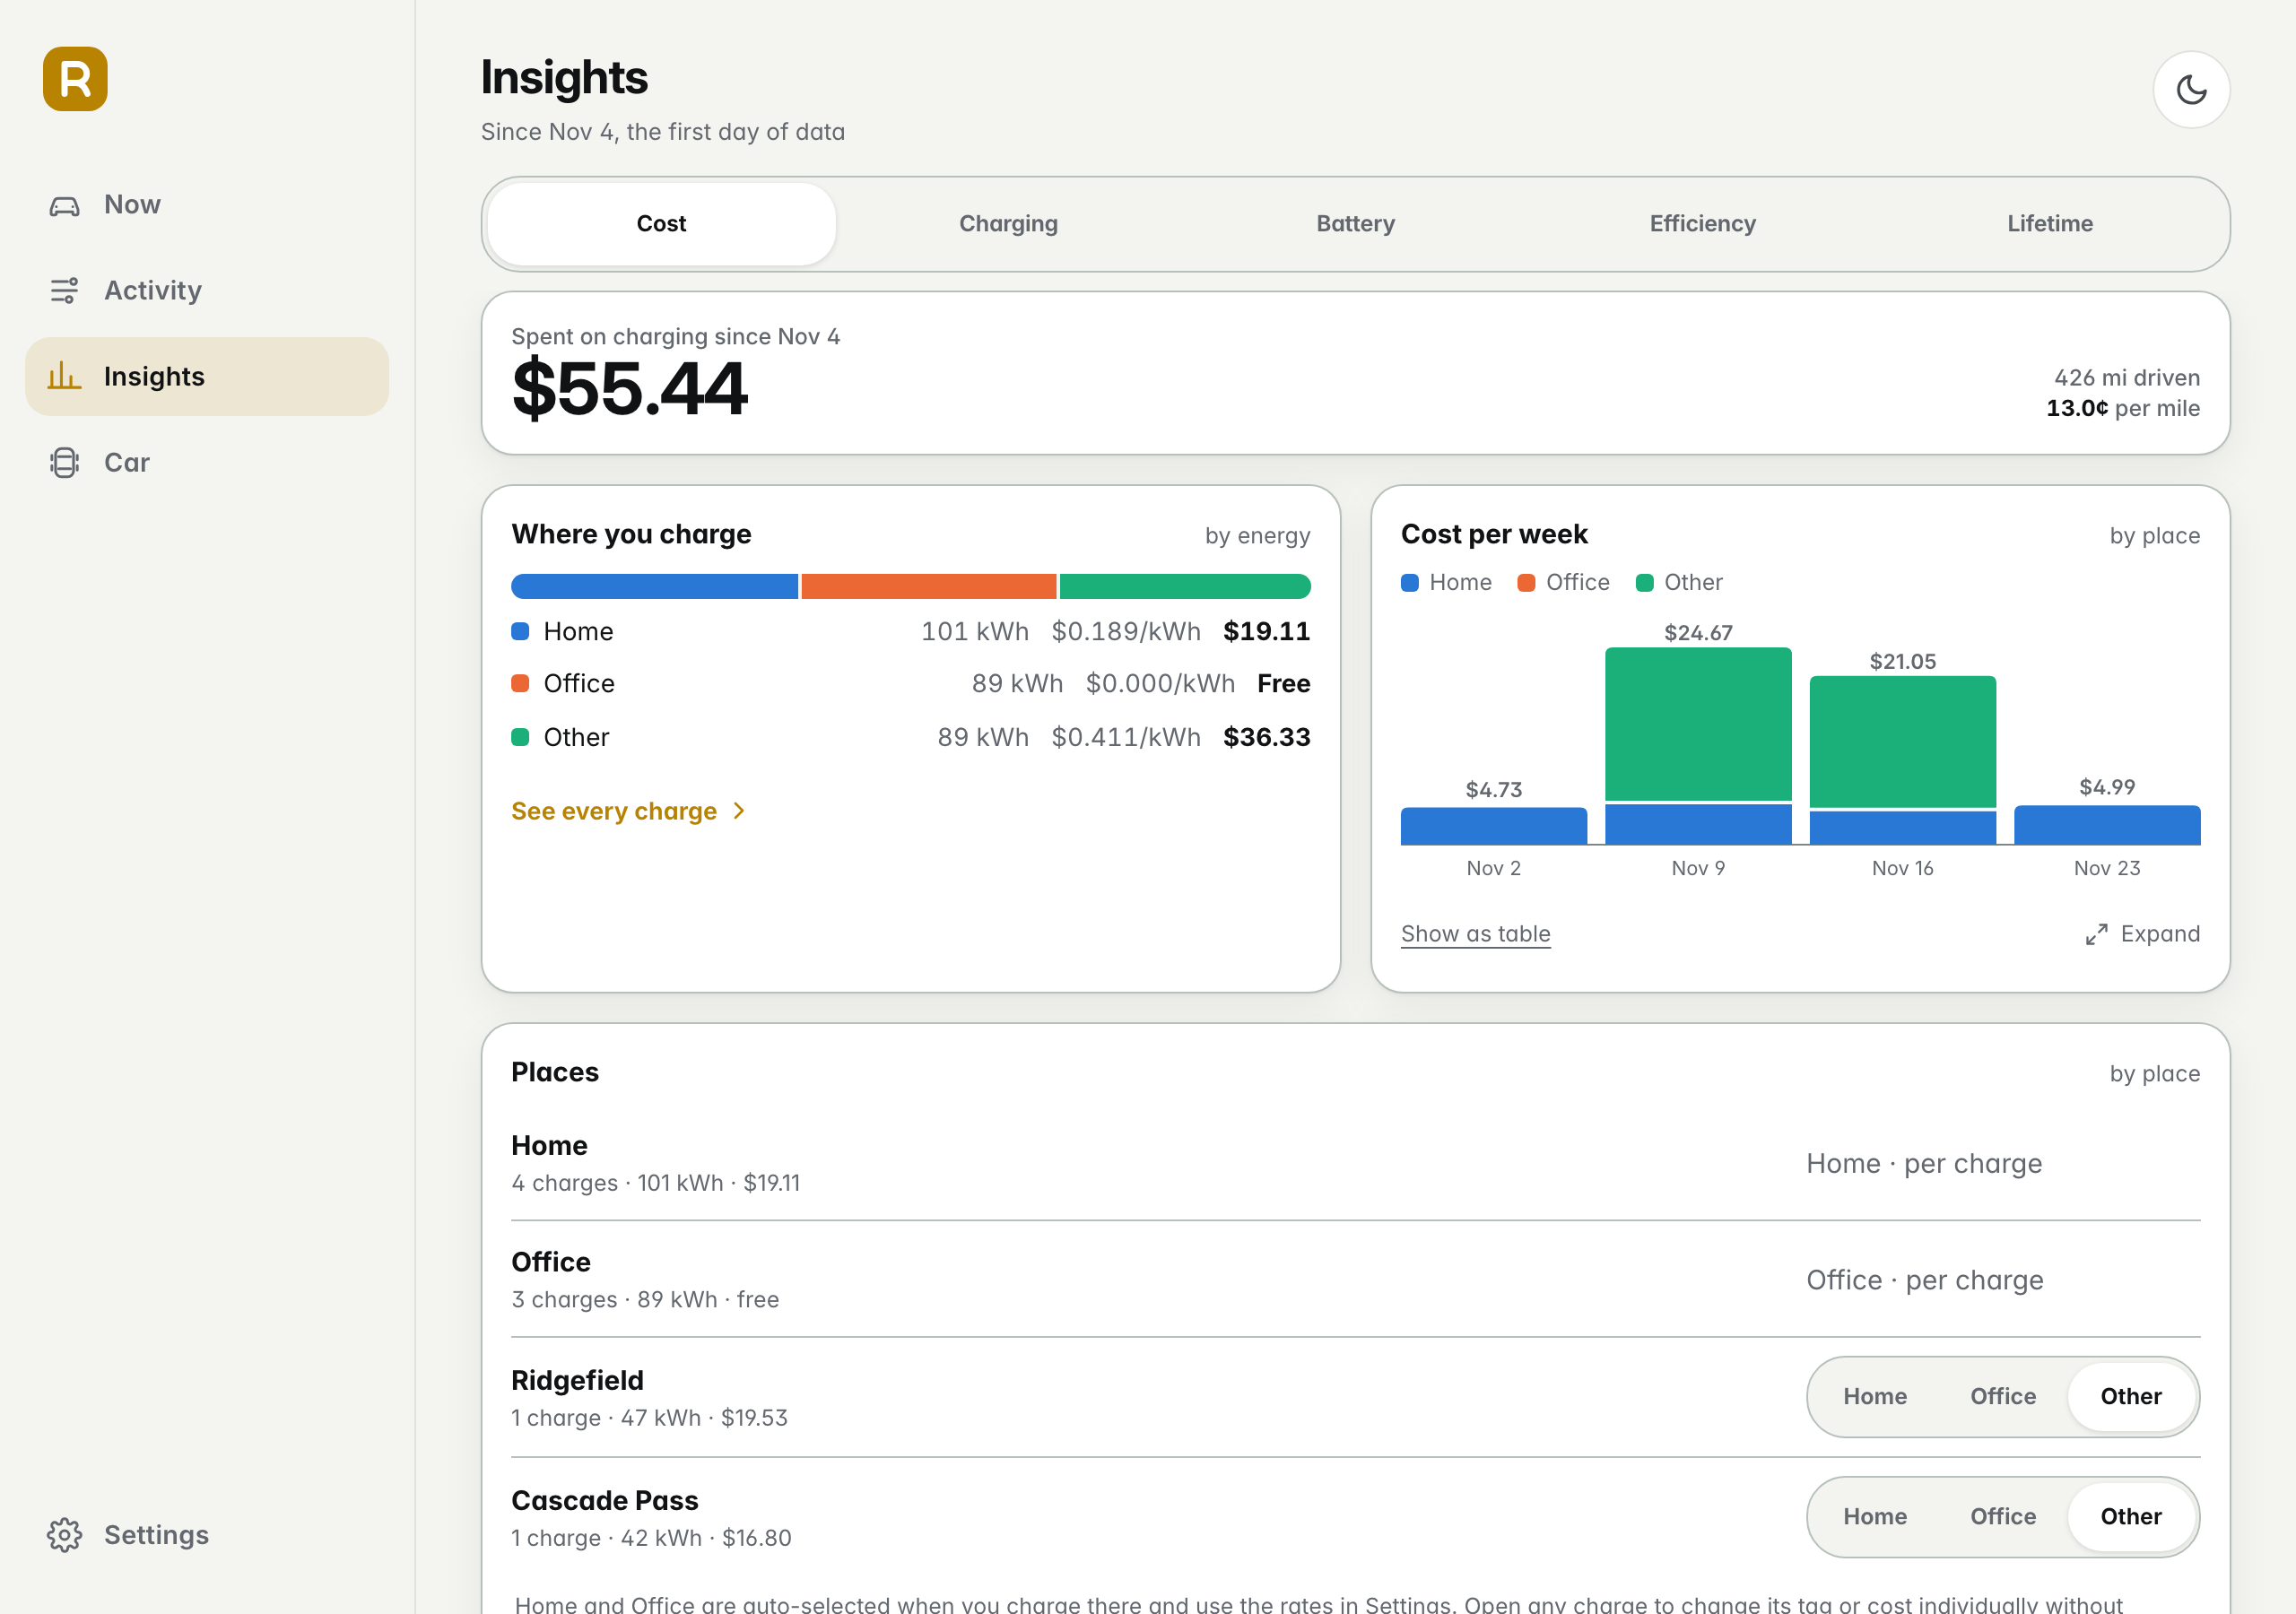 R
Now
Activity
Insights
Car
Settings
Insights
Since Nov 4, the first day of data
Cost Charging Battery Efficiency Lifetime
Spent on charging since Nov 4
$55.44
426 mi driven
13.0¢ per mile
Where you charge by energy
Home 101 kWh $0.189/kWh $19.11
Office 89 kWh $0.000/kWh Free
Other 89 kWh $0.411/kWh $36.33
See every charge
Cost per week by place
Home Office Other
$4.73 $24.67 $21.05 $4.99
Nov 2 Nov 9 Nov 16 Nov 23
Show as table Expand
Places by place
Home
4 charges · 101 kWh · $19.11
Home · per charge
Office
3 charges · 89 kWh · free
Office · per charge
Ridgefield
1 charge · 47 kWh · $19.53
Home Office Other
Cascade Pass
1 charge · 42 kWh · $16.80
Home Office Other
Home and Office are auto-selected when you charge there and use the rates in Settings. Open any charge to change its tag or cost individually without